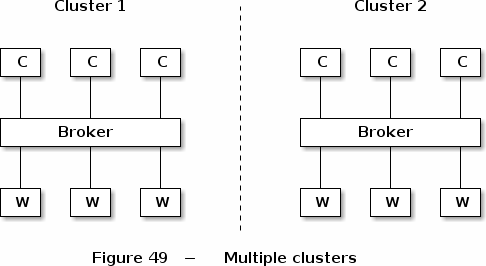 Cluster 1 Cluster 2
C C C C C C
Broker Broker
W W W W W W
Figure 49 — Multiple clusters